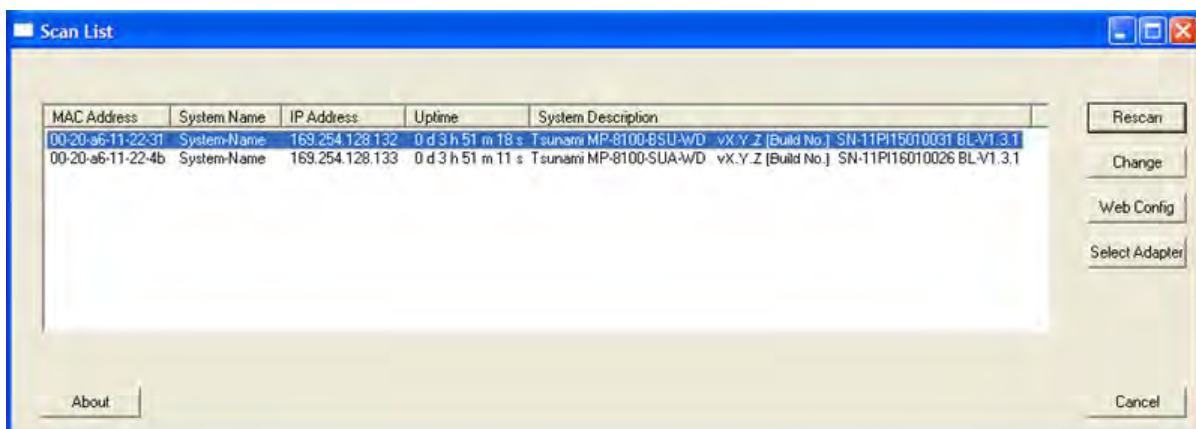 Scan List
MAC Address System Name IP Address Uptime System Description
00-20-a6-11-22-31 System-Name 169.254.128.132 0 d 3 h 51 m 18 s Tsunami MP-8100-BSU-WD vX.Y.Z [Build No.] SN-11PI15010031 BL-V1.3.1
00-20-a6-11-22-4b System-Name 169.254.128.133 0 d 3 h 51 m 11 s Tsunami MP-8100-SUA-WD vX.Y.Z [Build No.] SN-11PI16010026 BL-V1.3.1
Rescan
Change
Web Config
Select Adapter
About
Cancel